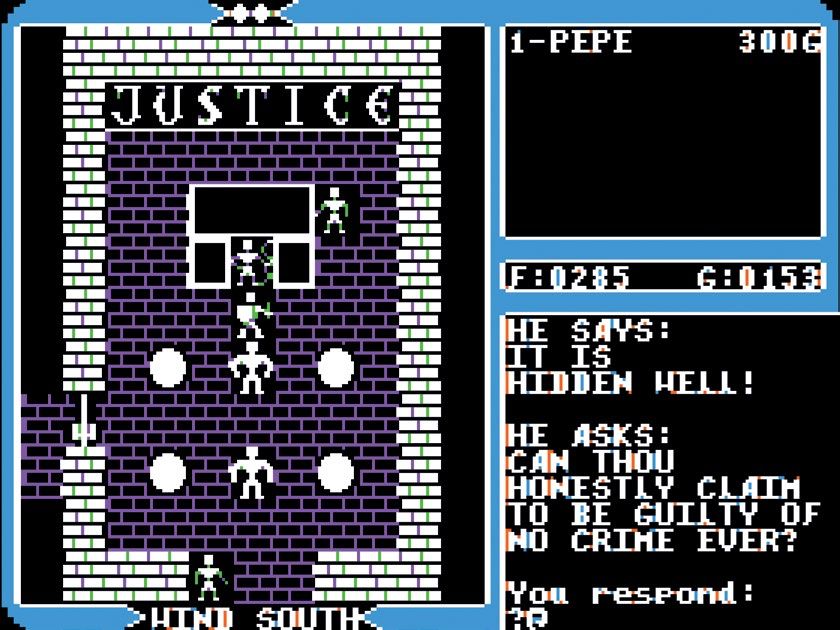 JUSTICE
WIND SOUTH
1-PEPE 300G
F:0285 G:0153
HE SAYS:
IT IS
HIDDEN WELL!
HE ASKS:
CAN THOU
HONESTLY CLAIM
TO BE GUILTY OF
NO CRIME EVER?
You respond:
?